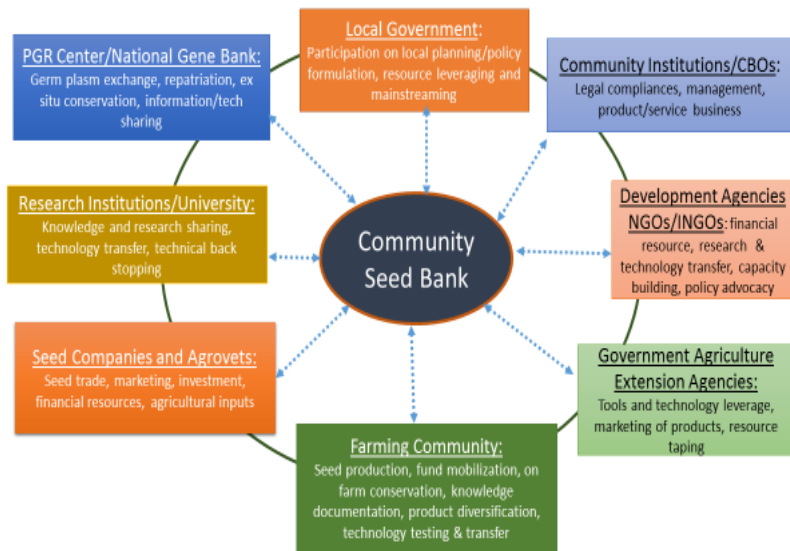 PGR Center/National Gene Bank:
Germ plasm exchange, repatriation, ex
situ conservation, information/tech
sharing
Local Government:
Participation on local planning/policy
formulation, resource leveraging and
mainstreaming
Community Institutions/CBOs:
Legal compliances, management,
product/service business
Research Institutions/University:
Knowledge and research sharing,
technology transfer, technical back
stopping
Community
Seed Bank
Development Agencies
NGOs/INGOs: financial
resource, research &
technology transfer, capacity
building, policy advocacy
Seed Companies and Agrovets:
Seed trade, marketing, investment,
financial resources, agricultural inputs
Government Agriculture
Extension Agencies:
Tools and technology leverage,
marketing of products, resource
taping
Farming Community:
Seed production, fund mobilization, on
farm conservation, knowledge
documentation, product diversification,
technology testing & transfer